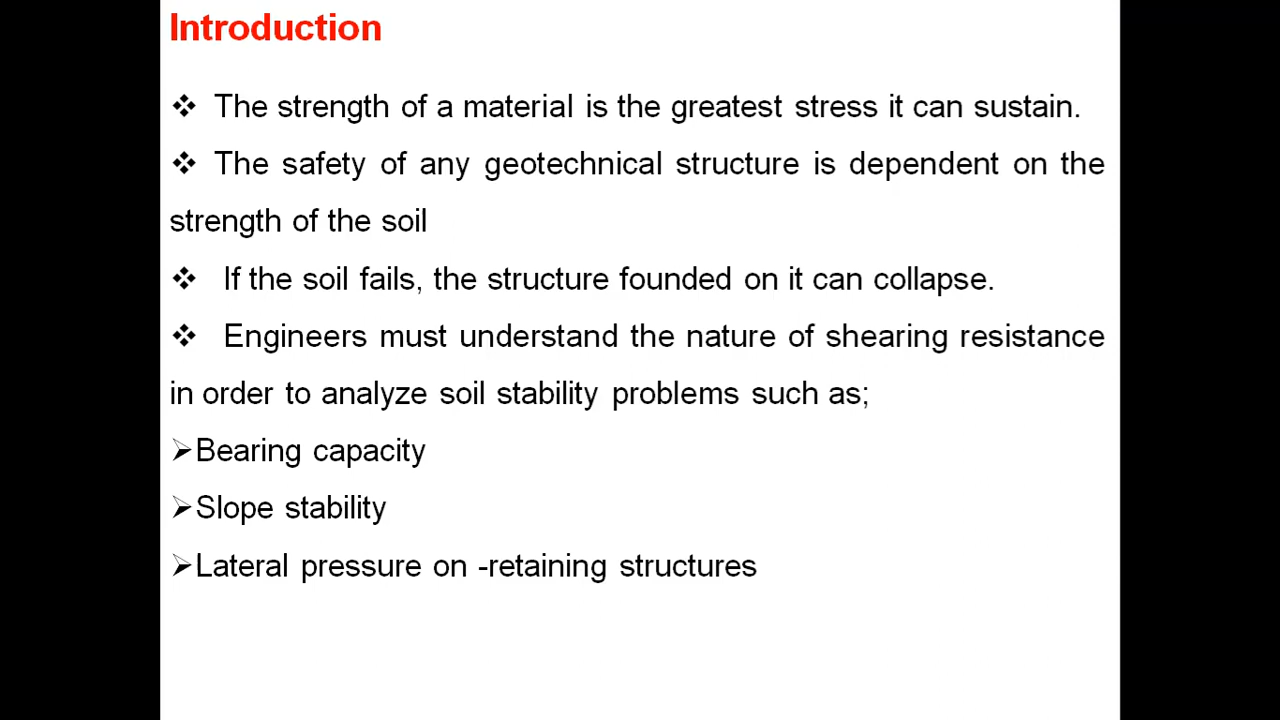 Introduction
❖ The strength of a material is the greatest stress it can sustain.
❖ The safety of any geotechnical structure is dependent on the
strength of the soil
❖ If the soil fails, the structure founded on it can collapse.
❖ Engineers must understand the nature of shearing resistance
in order to analyze soil stability problems such as;
➢Bearing capacity
➢Slope stability
➢Lateral pressure on -retaining structures